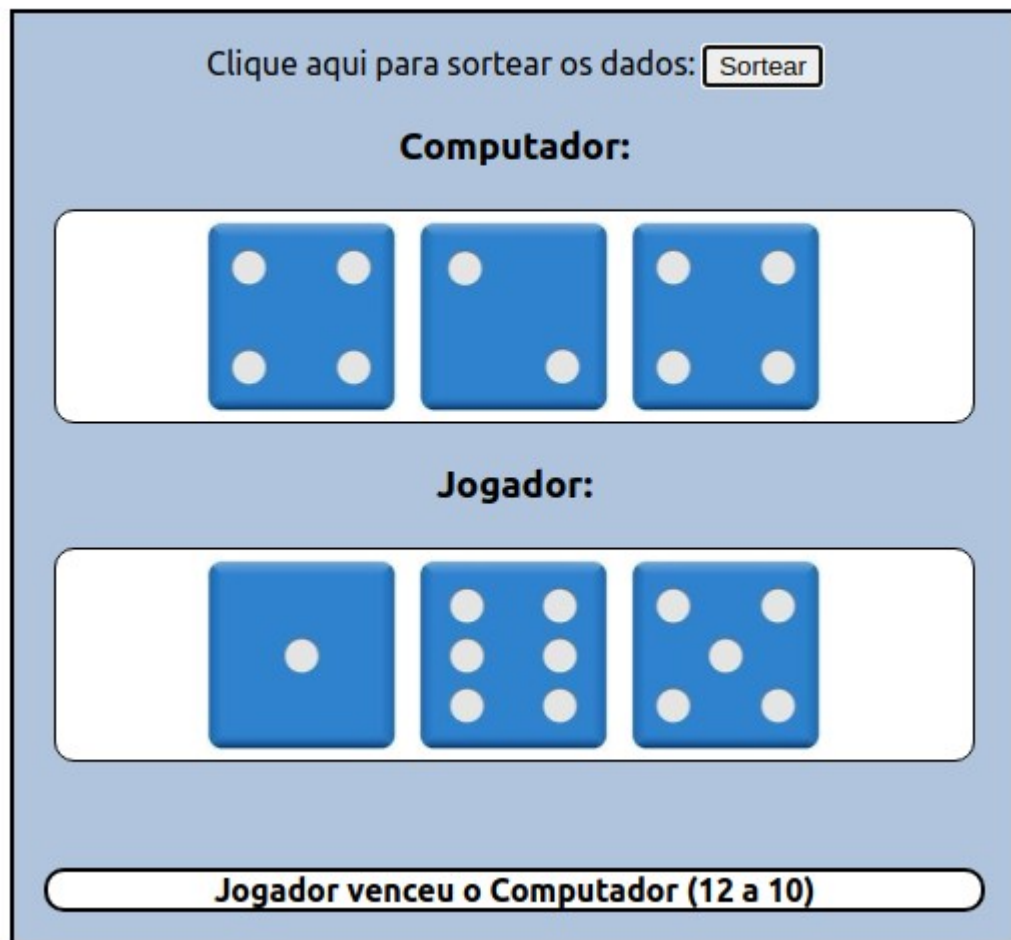 Clique aqui para sortear os dados: Sortear
Computador:
Jogador:
Jogador venceu o Computador (12 a 10)